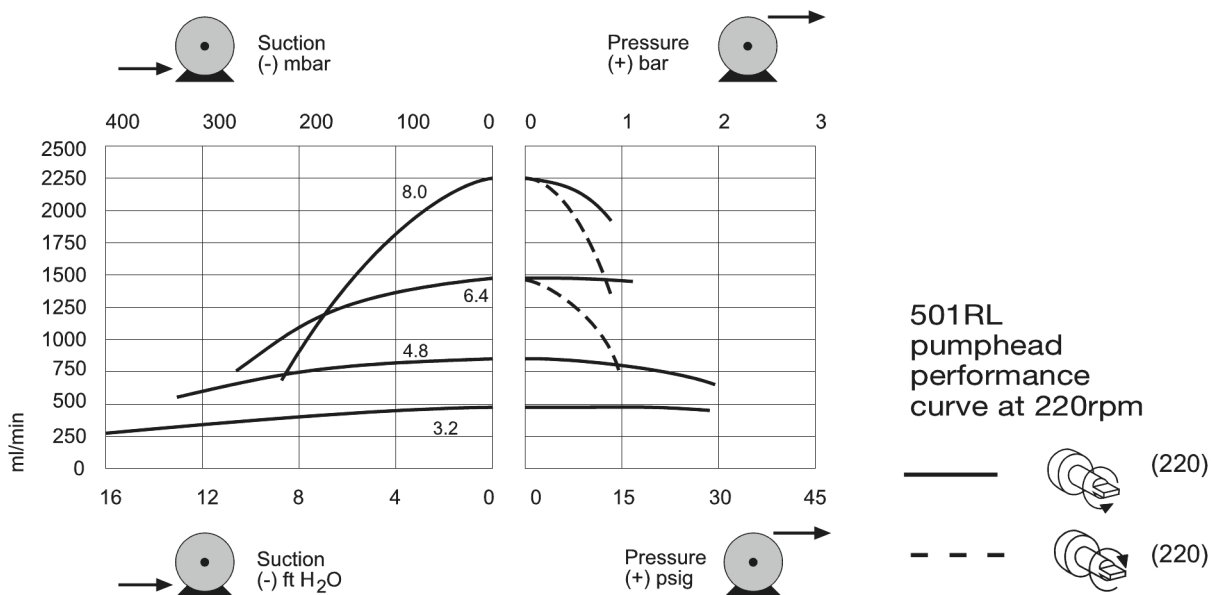 Suction
(-) mbar
Pressure
(+) bar
400 300 200 100 0 0 1 2 3
2500
2250
2000
1750
1500
1250
1000
750
500
250
0
ml/min
8.0
6.4
4.8
3.2
16 12 8 4 0 0 15 30 45
Suction
(-) ft H₂O
Pressure
(+) psig
501RL
pumphead
performance
curve at 220rpm
(220)
(220)